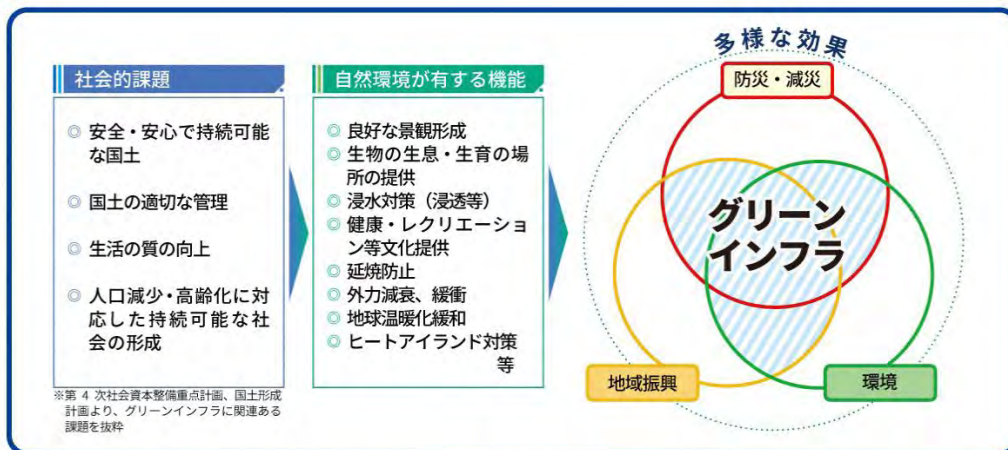 社会的課題
◎ 安全・安心で持続可能
な国土
◎ 国土の適切な管理
◎ 生活の質の向上
◎ 人口減少・高齢化に対
応した持続可能な社
会の形成
※第 4 次社会資本整備重点計画、国土形成
計画より、グリーンインフラに関連ある
課題を抜粋
自然環境が有する機能
◎ 良好な景観形成
◎ 生物の生息・生育の場
所の提供
◎ 浸水対策（浸透等）
◎ 健康・レクリエーショ
ン等文化提供
◎ 延焼防止
◎ 外力減衰、緩衝
◎ 地球温暖化緩和
◎ ヒートアイランド対策
等
多様な効果
防災・減災
グリーン
インフラ
地域振興
環境